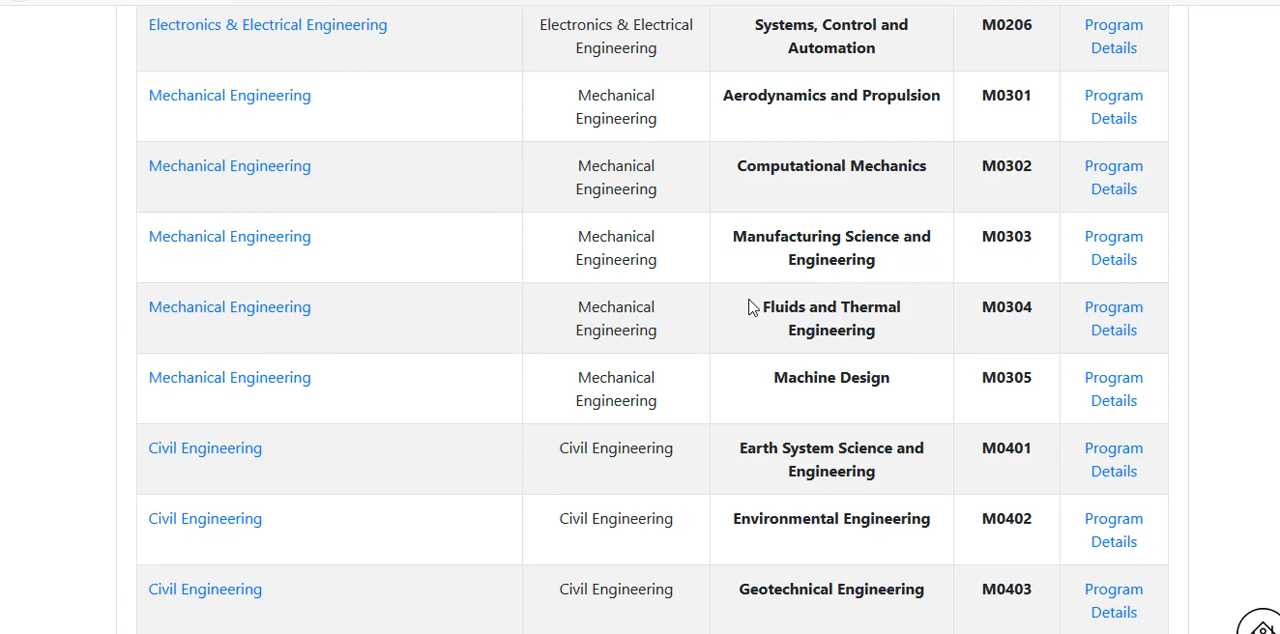 Electronics & Electrical Engineering Electronics & Electrical Systems, Control and M0206 Program
Engineering Automation Details
Mechanical Engineering Mechanical Aerodynamics and Propulsion M0301 Program
Engineering Details
Mechanical Engineering Mechanical Computational Mechanics M0302 Program
Engineering Details
Mechanical Engineering Mechanical Manufacturing Science and M0303 Program
Engineering Engineering Details
Mechanical Engineering Mechanical Fluids and Thermal M0304 Program
Engineering Engineering Details
Mechanical Engineering Mechanical Machine Design M0305 Program
Engineering Details
Civil Engineering Civil Engineering Earth System Science and M0401 Program
Engineering Details
Civil Engineering Civil Engineering Environmental Engineering M0402 Program
Details
Civil Engineering Civil Engineering Geotechnical Engineering M0403 Program
Details